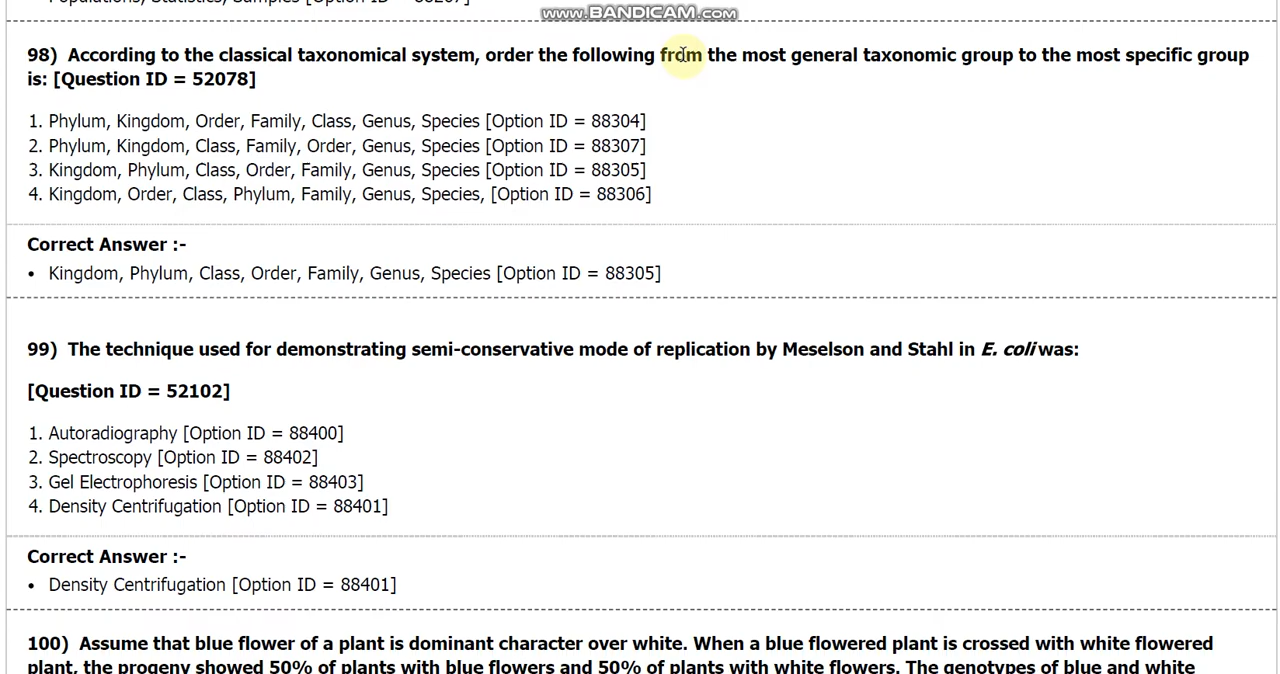 Populations, Statistics, Samples [Option ID = 88267]
www.BANDICAM.com
98) According to the classical taxonomical system, order the following from the most general taxonomic group to the most specific group
is: [Question ID = 52078]
1. Phylum, Kingdom, Order, Family, Class, Genus, Species [Option ID = 88304]
2. Phylum, Kingdom, Class, Family, Order, Genus, Species [Option ID = 88307]
3. Kingdom, Phylum, Class, Order, Family, Genus, Species [Option ID = 88305]
4. Kingdom, Order, Class, Phylum, Family, Genus, Species, [Option ID = 88306]
Correct Answer :-
• Kingdom, Phylum, Class, Order, Family, Genus, Species [Option ID = 88305]
99) The technique used for demonstrating semi-conservative mode of replication by Meselson and Stahl in E. coli was:
[Question ID = 52102]
1. Autoradiography [Option ID = 88400]
2. Spectroscopy [Option ID = 88402]
3. Gel Electrophoresis [Option ID = 88403]
4. Density Centrifugation [Option ID = 88401]
Correct Answer :-
• Density Centrifugation [Option ID = 88401]
100) Assume that blue flower of a plant is dominant character over white. When a blue flowered plant is crossed with white flowered
plant, the progeny showed 50% of plants with blue flowers and 50% of plants with white flowers. The genotypes of blue and white